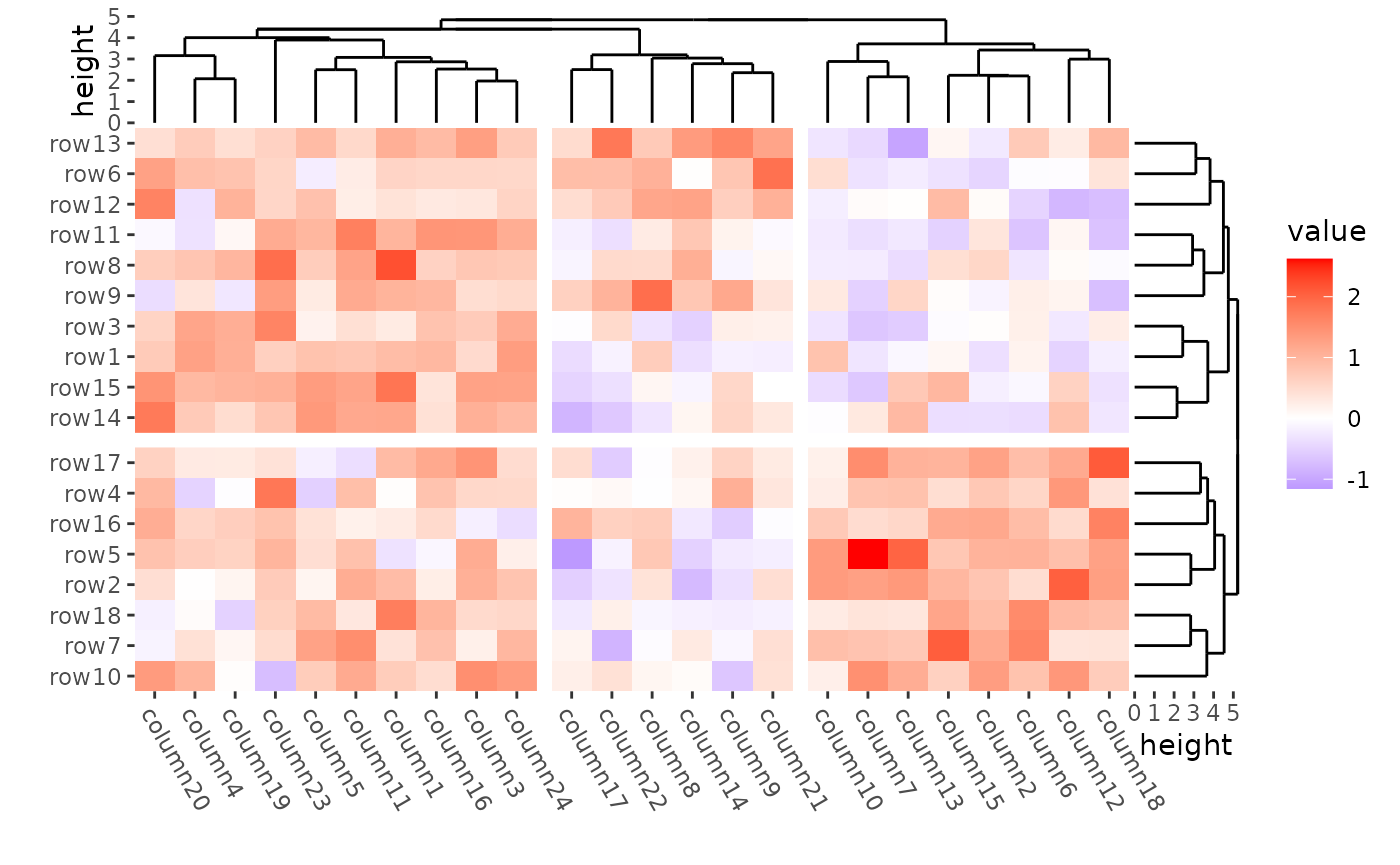 height
5
4
3
2
1
0
row13
row6
row12
row11
row8
row9
row3
row1
row15
row14
row17
row4
row16
row5
row2
row18
row7
row10
value
2
1
0
-1
column20
column4
column19
column23
column5
column11
column1
column16
column3
column24
column17
column22
column8
column14
column9
column21
column10
column7
column13
column15
column2
column6
column12
column18
0 1 2 3 4 5
height